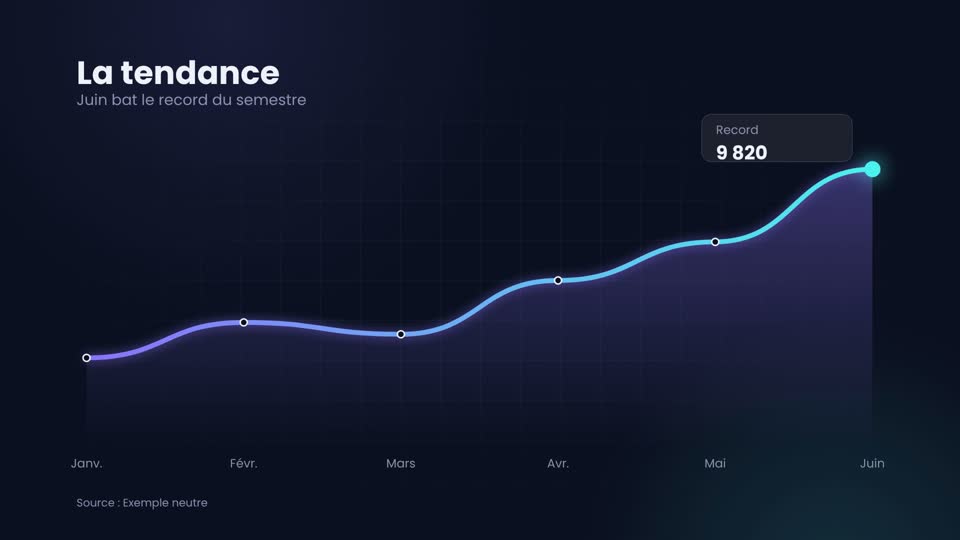 La tendance
Juin bat le record du semestre
Record
9 820
Janv.
Févr.
Mars
Avr.
Mai
Juin
Source : Exemple neutre